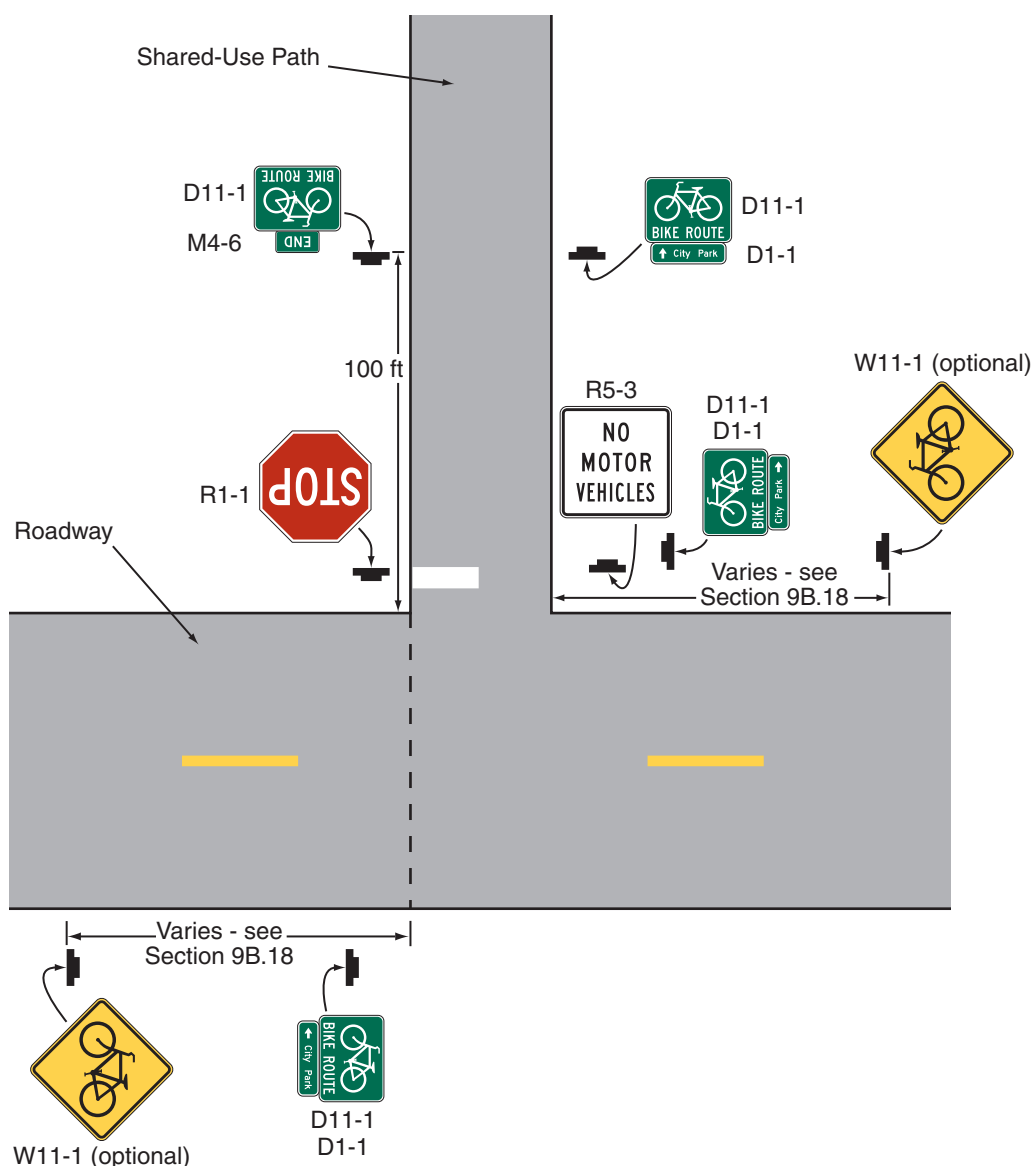 Shared-Use Path
BIKE ROUTE
END
D11-1
M4-6
BIKE ROUTE
↑ City Park
D11-1
D1-1
100 ft
W11-1 (optional)
R5-3
NO
MOTOR
VEHICLES
D11-1
D1-1
BIKE ROUTE
City Park →
STOP
R1-1
Roadway
Varies - see
Section 9B.18
Varies - see
Section 9B.18
BIKE ROUTE
← City Park
D11-1
D1-1
W11-1 (optional)